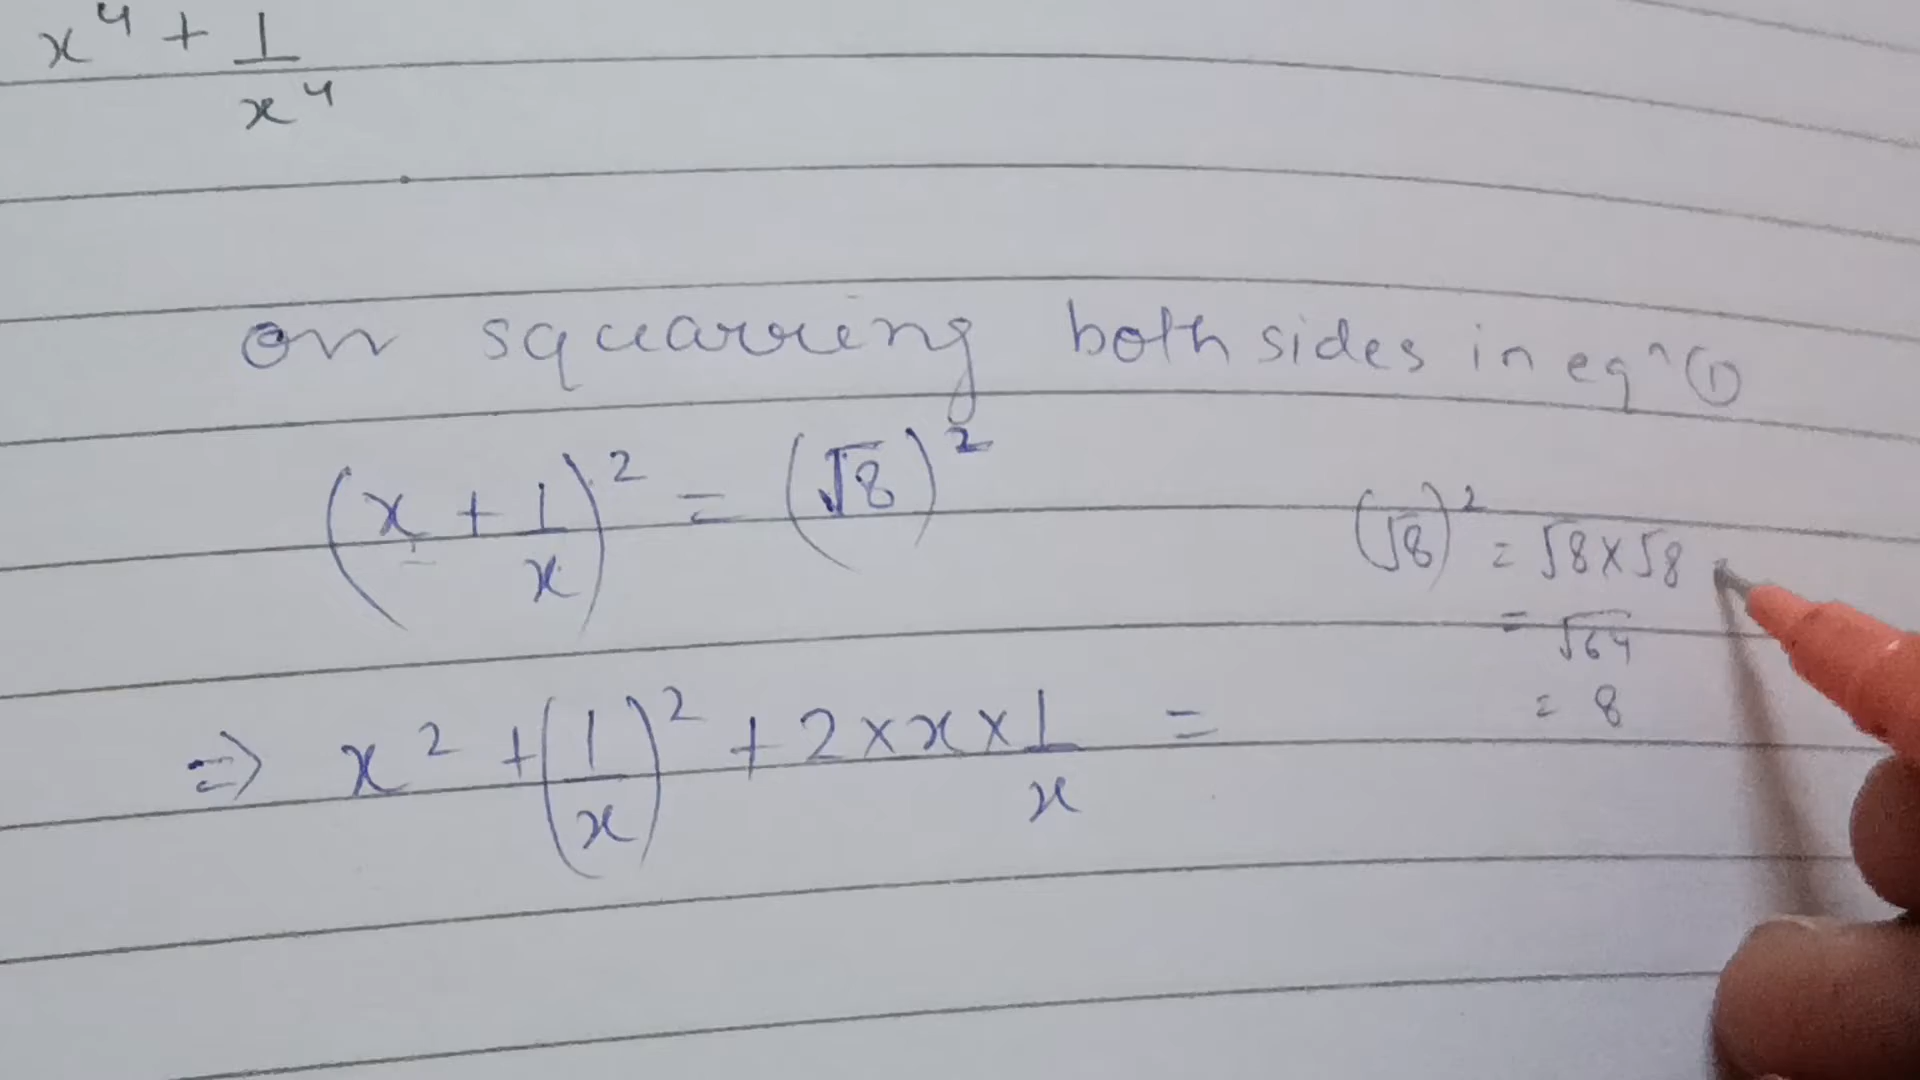 x⁴ + 1/x⁴
on squarring both sides in eqⁿ ①
(x + 1/x)² = (√8)²
(√8)² = √8 × √8
= √64
= 8
⇒ x² + (1/x)² + 2 × x × 1/x =